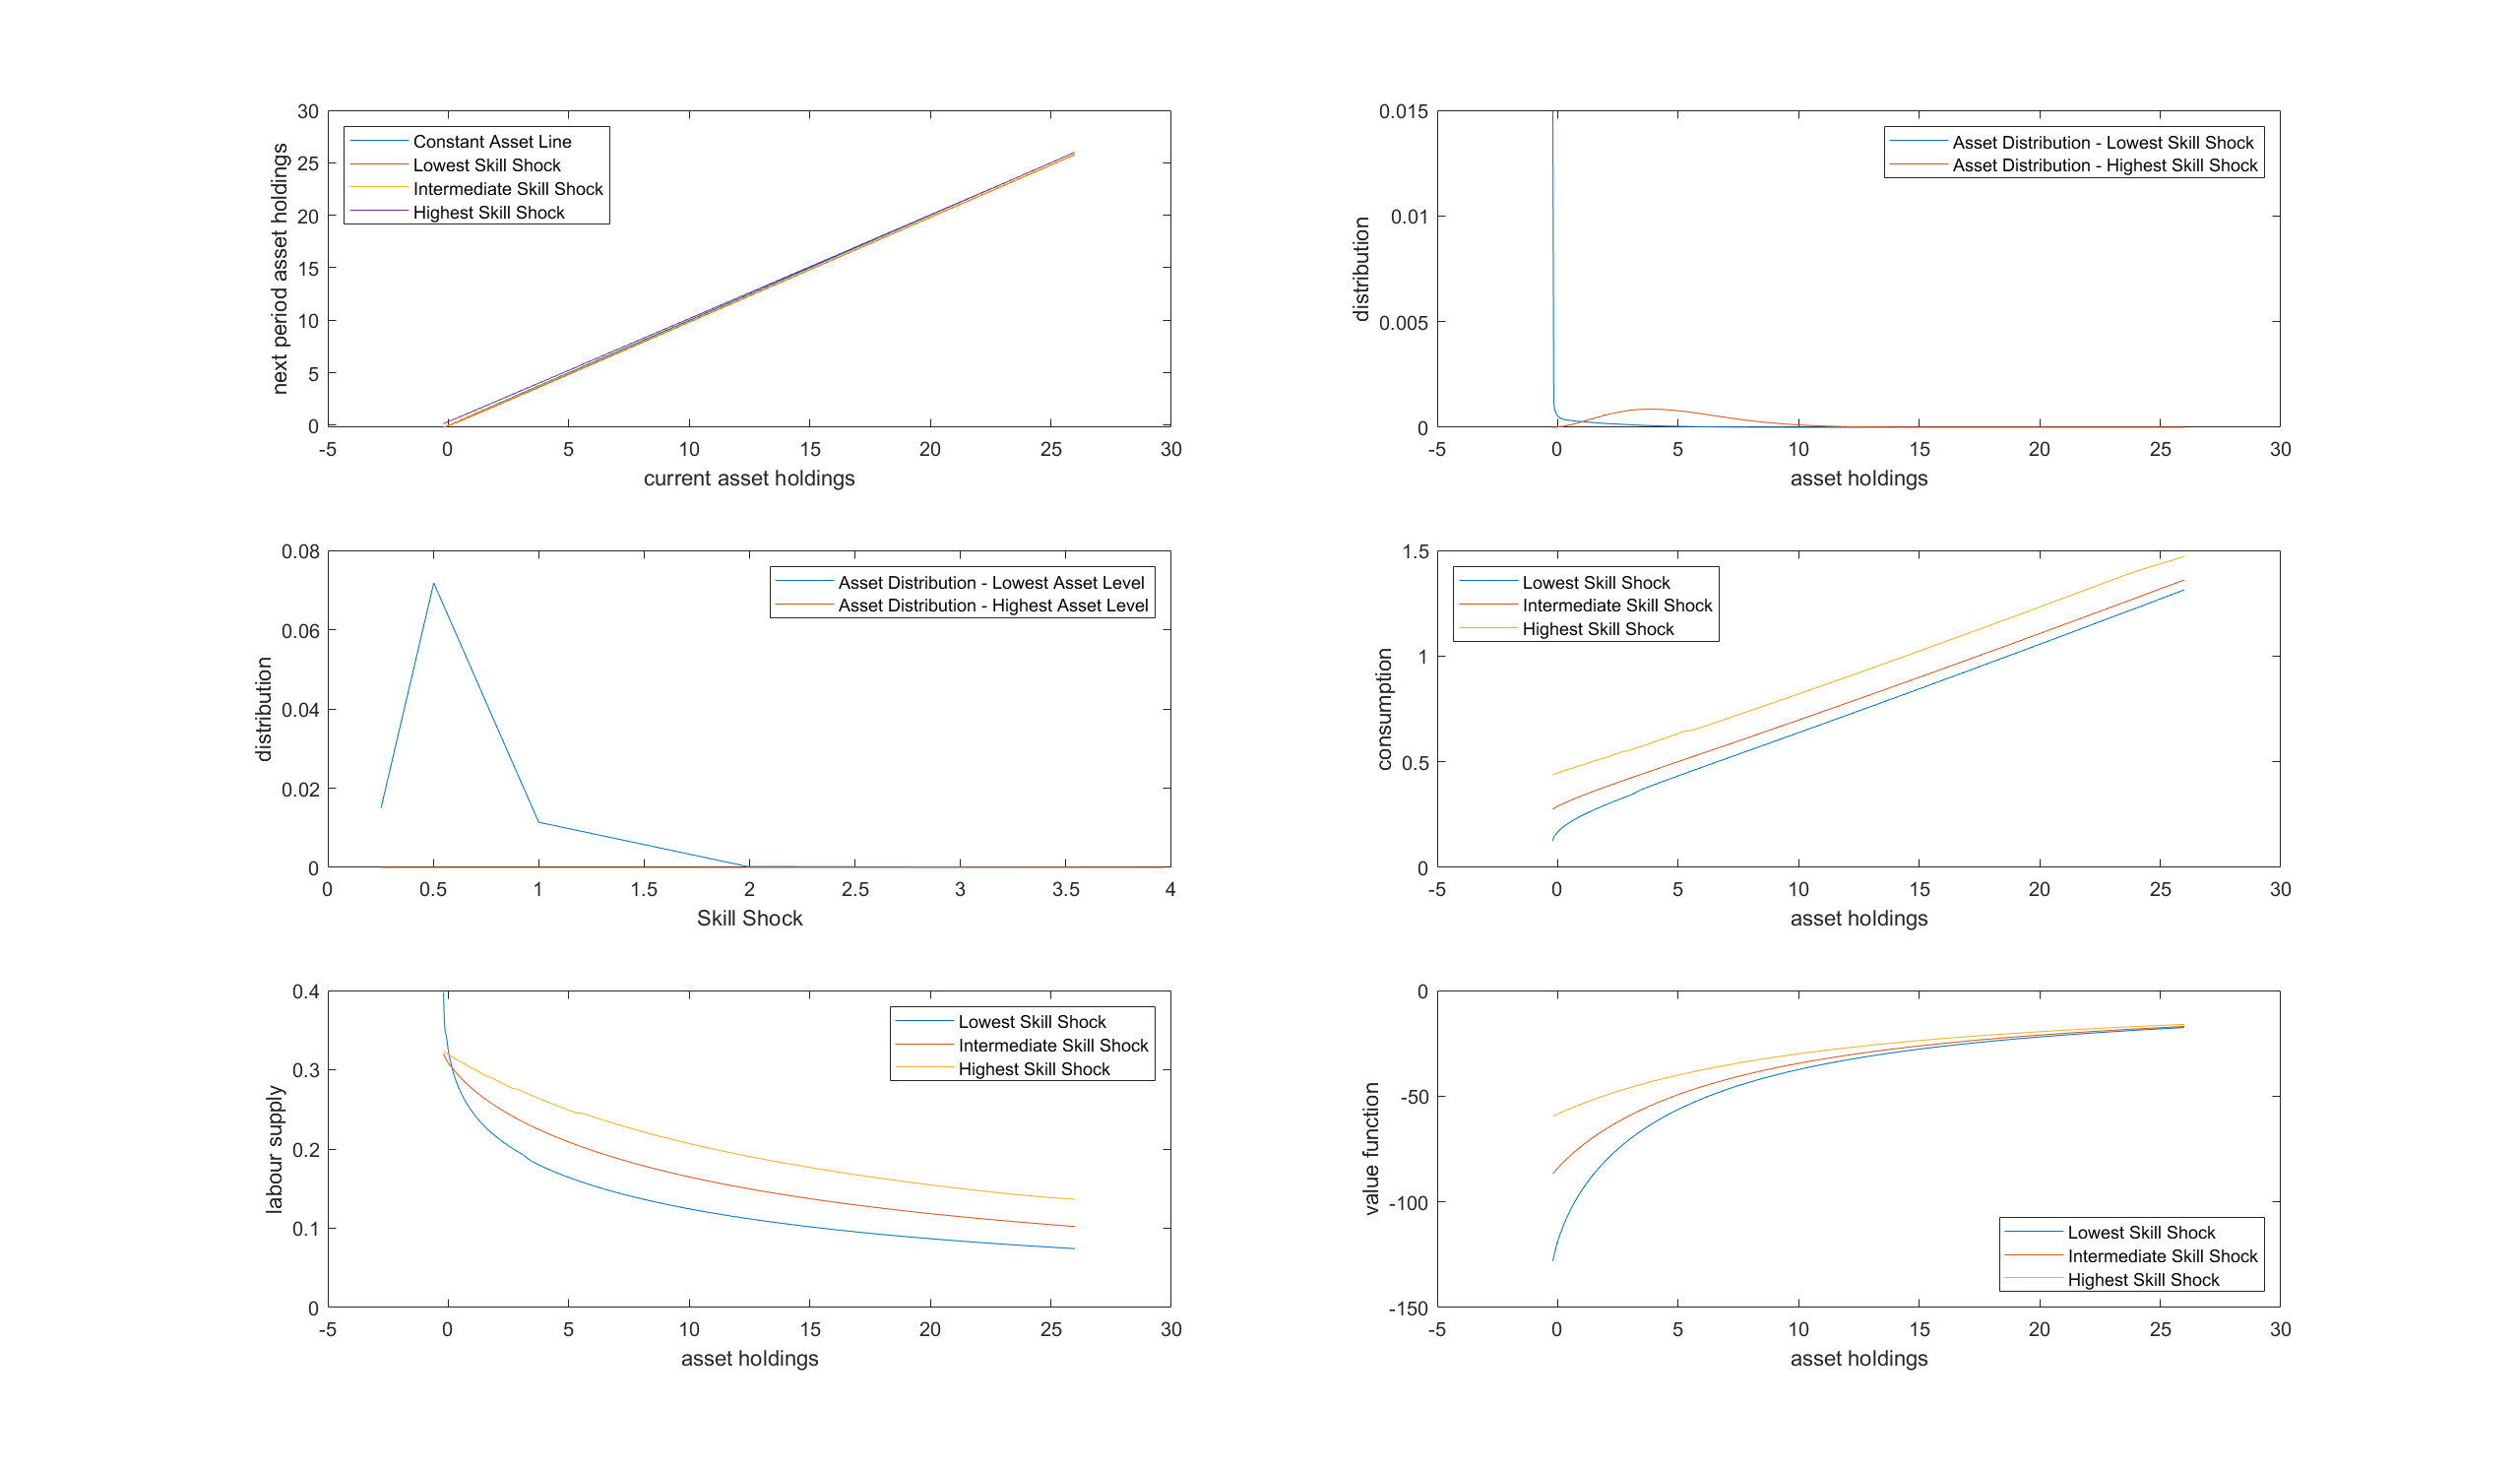 30
25
20
15
10
5
0
-5 0 5 10 15 20 25 30
next period asset holdings
current asset holdings
Constant Asset Line
Lowest Skill Shock
Intermediate Skill Shock
Highest Skill Shock
0.015
0.01
0.005
0
-5 0 5 10 15 20 25 30
distribution
asset holdings
Asset Distribution - Lowest Skill Shock
Asset Distribution - Highest Skill Shock
0.08
0.06
0.04
0.02
0
0 0.5 1 1.5 2 2.5 3 3.5 4
distribution
Skill Shock
Asset Distribution - Lowest Asset Level
Asset Distribution - Highest Asset Level
1.5
1
0.5
0
-5 0 5 10 15 20 25 30
consumption
asset holdings
Lowest Skill Shock
Intermediate Skill Shock
Highest Skill Shock
0.4
0.3
0.2
0.1
0
-5 0 5 10 15 20 25 30
labour supply
asset holdings
Lowest Skill Shock
Intermediate Skill Shock
Highest Skill Shock
0
-50
-100
-150
-5 0 5 10 15 20 25 30
value function
asset holdings
Lowest Skill Shock
Intermediate Skill Shock
Highest Skill Shock